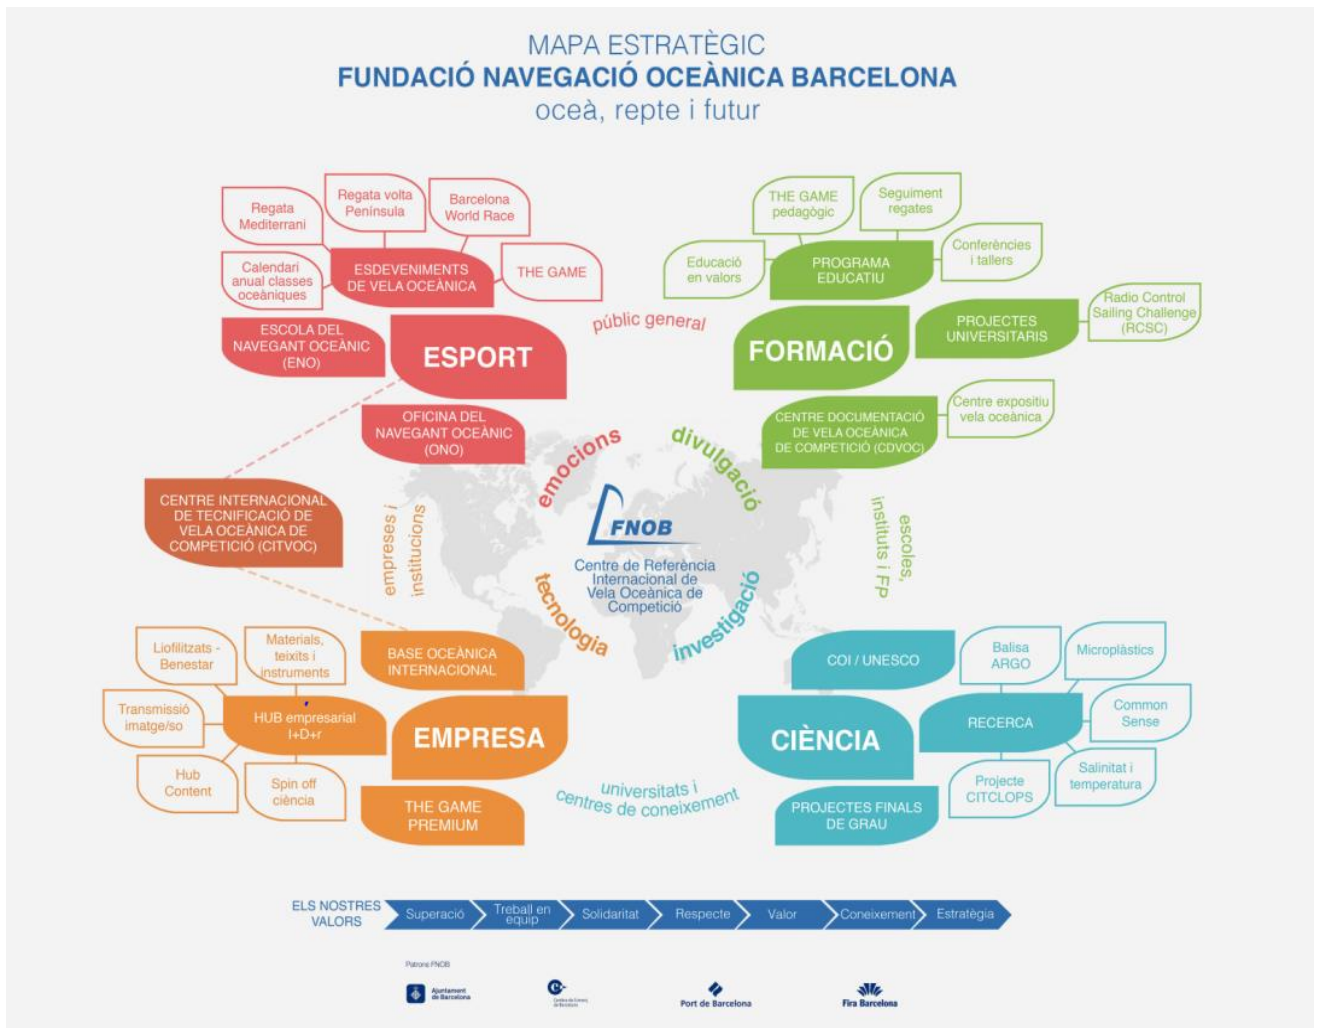 MAPA ESTRATÈGIC
FUNDACIÓ NAVEGACIÓ OCEÀNICA BARCELONA
oceà, repte i futur
Regata
Mediterrani
Regata volta
Península
Barcelona
World Race
Calendari
anual classes
oceàniques
ESDEVENIMENTS
DE VELA OCEÀNICA
THE GAME
ESCOLA DEL
NAVEGANT OCEÀNIC
(ENO)
ESPORT
OFICINA DEL
NAVEGANT OCEÀNIC
(ONO)
públic general
THE GAME
pedagògic
Seguiment
regates
Educació
en valors
PROGRAMA
EDUCATIU
Conferències
i tallers
FORMACIÓ
PROJECTES
UNIVERSITARIS
Radio Control
Sailing Challenge
(RCSC)
CENTRE DOCUMENTACIÓ
DE VELA OCEÀNICA
DE COMPETICIÓ (CDVOC)
Centre expositiu
vela oceànica
CENTRE INTERNACIONAL
DE TECNIFICACIÓ DE
VELA OCEÀNICA DE
COMPETICIÓ (CITVOC)
empreses i
institucions
emocions
divulgació
FNOB
Centre de Referència
Internacional de
Vela Oceànica de
Competició
tecnologia
investigació
escoles,
instituts i FP
Liofilitzats -
Benestar
Materials,
teixits i
instruments
BASE OCEÀNICA
INTERNACIONAL
Transmissió
imatge/so
HUB empresarial
I+D+r
EMPRESA
Hub
Content
Spin off
ciència
THE GAME
PREMIUM
universitats i
centres de coneixement
COI / UNESCO
Balisa
ARGO
Microplàstics
CIÈNCIA
RECERCA
Common
Sense
PROJECTES FINALS
DE GRAU
Projecte
CITCLOPS
Salinitat i
temperatura
ELS NOSTRES
VALORS
Superació
Treball en
equip
Solidaritat
Respecte
Valor
Coneixement
Estratègia
Patrons FNOB
Ajuntament
de Barcelona
Cambra de Comerç
de Barcelona
Port de Barcelona
Fira Barcelona